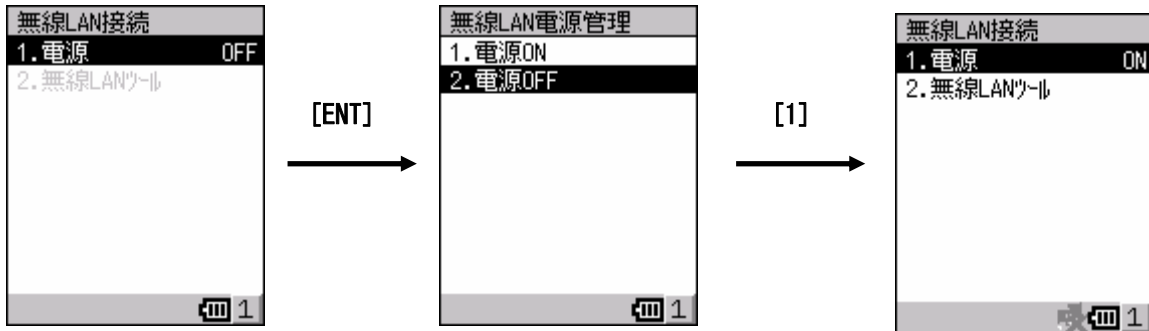 無線LAN接続
1.電源 OFF
2.無線LANﾂｰﾙ
1
[ENT]
無線LAN電源管理
1.電源ON
2.電源OFF
1
[1]
無線LAN接続
1.電源 ON
2.無線LANﾂｰﾙ
1